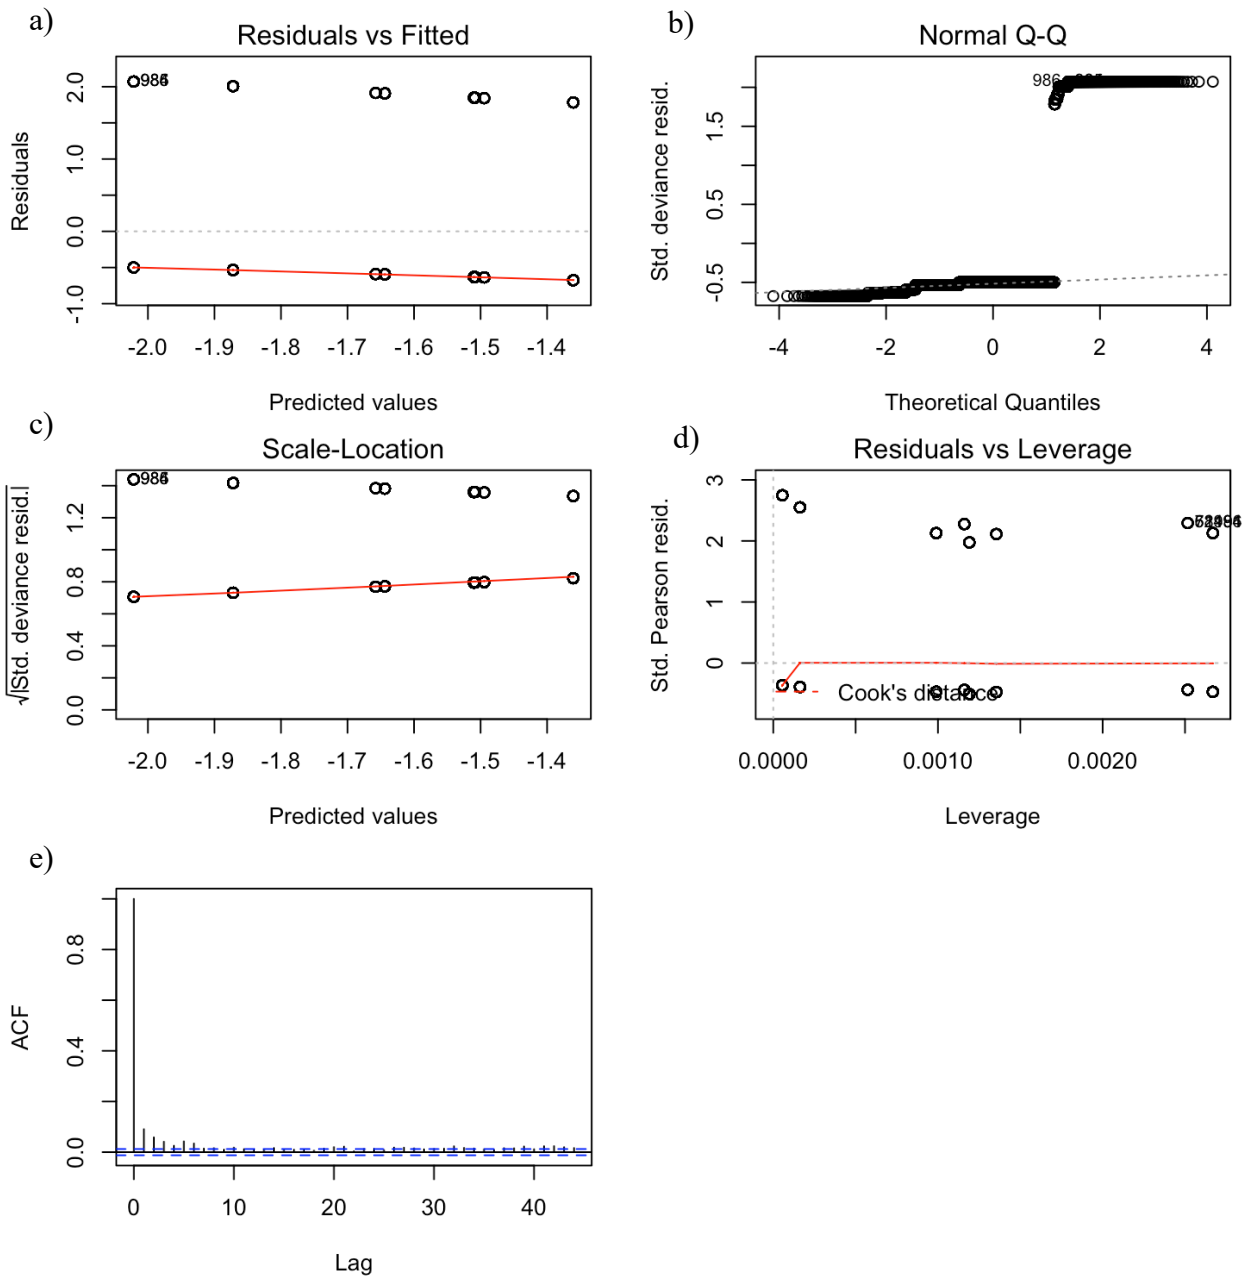 a)
Residuals vs Fitted
Residuals
2.0
1.0
0.0
-1.0
-2.0 -1.9 -1.8 -1.7 -1.6 -1.5 -1.4
Predicted values
b)
Normal Q-Q
986
Std. deviance resid.
1.5
0.5
-0.5
-4 -2 0 2 4
Theoretical Quantiles
c)
Scale-Location
√|Std. deviance resid.|
1.2
0.8
0.4
0.0
-2.0 -1.9 -1.8 -1.7 -1.6 -1.5 -1.4
Predicted values
d)
Residuals vs Leverage
Std. Pearson resid.
3
2
1
0
Cook's distance
0.0000 0.0010 0.0020
Leverage
e)
ACF
0.8
0.4
0.0
0 10 20 30 40
Lag